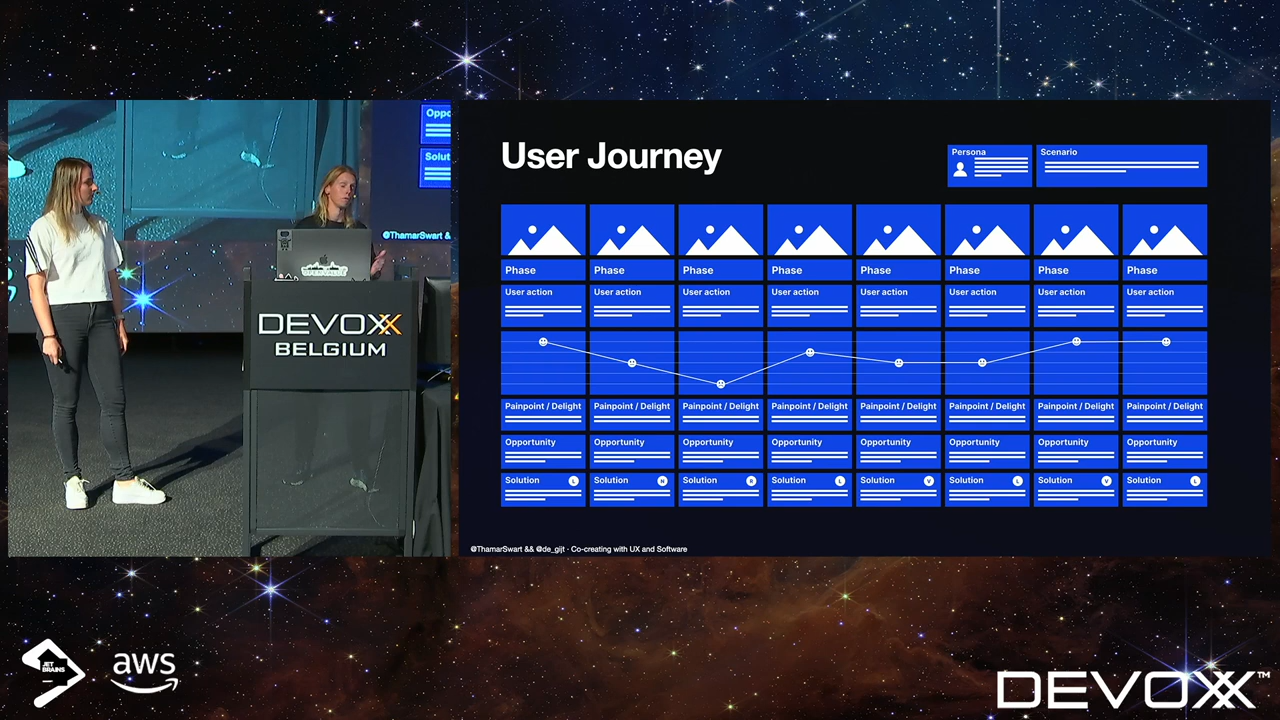 User Journey
Persona
Scenario
Phase Phase Phase Phase Phase Phase Phase Phase
User action User action User action User action User action User action User action User action
Painpoint / Delight Painpoint / Delight Painpoint / Delight Painpoint / Delight Painpoint / Delight Painpoint / Delight Painpoint / Delight Painpoint / Delight
Opportunity Opportunity Opportunity Opportunity Opportunity Opportunity Opportunity Opportunity
Solution L Solution N Solution R Solution L Solution V Solution L Solution V Solution L
@ThamarSwart && @de_gijt · Co-creating with UX and Software
Oppo
Solut
@ThamarSwart &
OPENVALUE
DEVOXX
BELGIUM
JET
BRAINS
aws
DEVOXX™